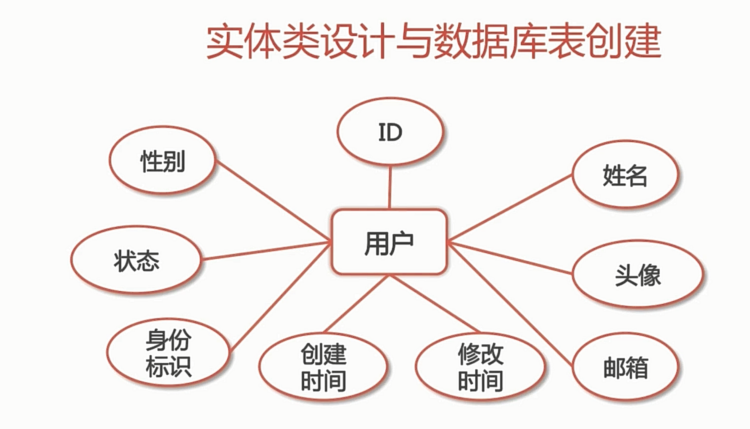 实体类设计与数据库表创建
ID
性别
姓名
用户
状态
头像
身份
标识
创建
时间
修改
时间
邮箱